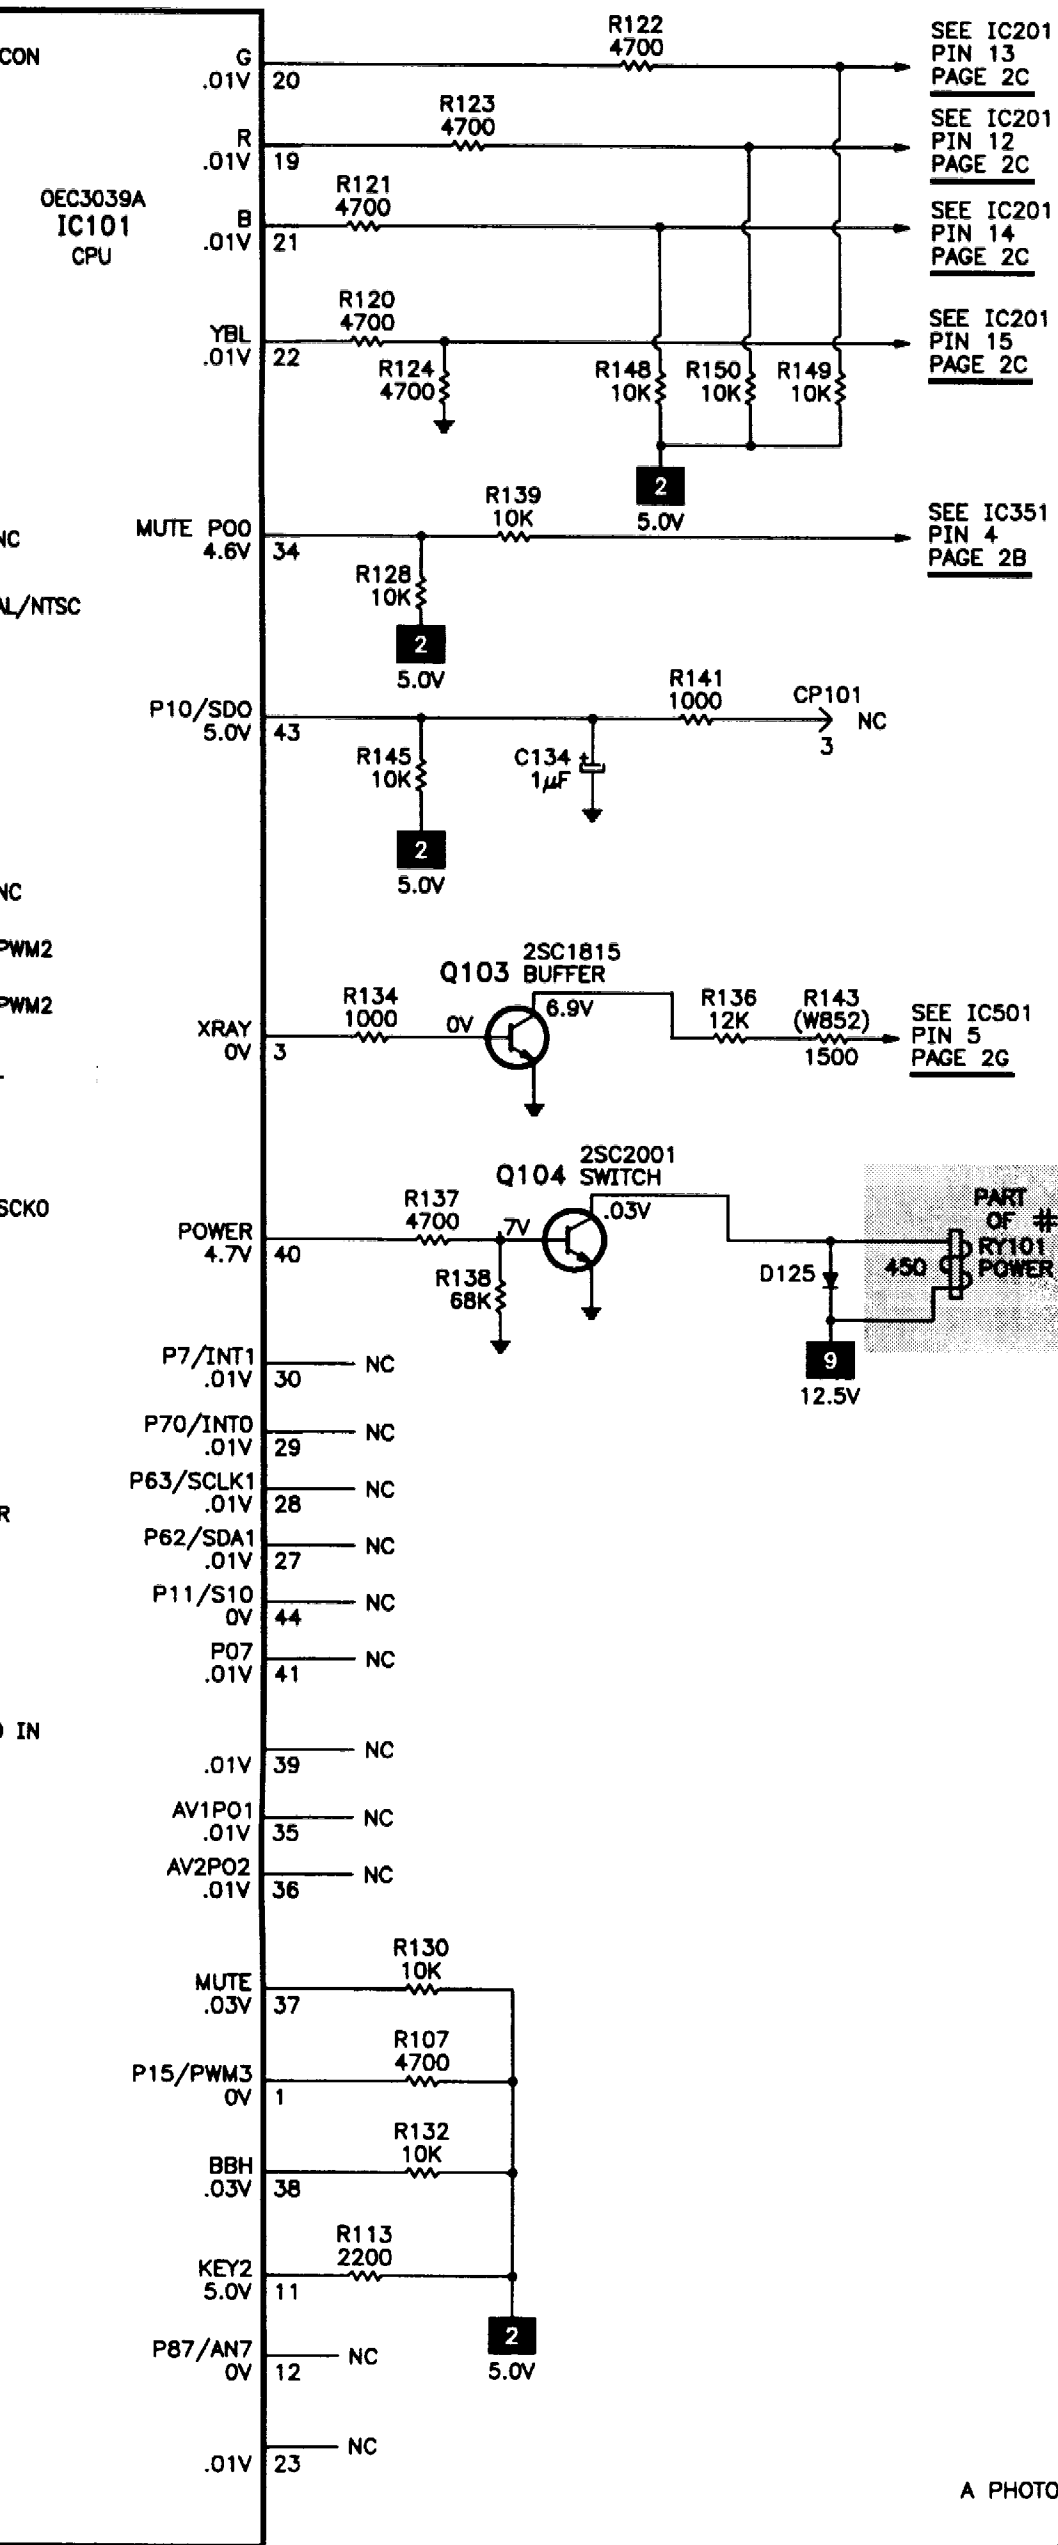 CON
OEC3039A
IC101
CPU
G
.01V 20
R122
4700
SEE IC201
PIN 13
PAGE 2C
R
.01V 19
R123
4700
SEE IC201
PIN 12
PAGE 2C
B
.01V 21
R121
4700
SEE IC201
PIN 14
PAGE 2C
YBL
.01V 22
R120
4700
R124
4700
SEE IC201
PIN 15
PAGE 2C
R148
10K
R150
10K
R149
10K
2
5.0V
NC
MUTE POO
4.6V 34
R139
10K
SEE IC351
PIN 4
PAGE 2B
R128
10K
2
5.0V
AL/NTSC
P10/SDO
5.0V 43
R141
1000
CP101
NC
3
R145
10K
C134 +
1µF
2
5.0V
NC
PWM2
PWM2
XRAY
0V 3
R134
1000
0V
Q103
2SC1815
BUFFER
6.9V
R136
12K
R143
(W852)
1500
SEE IC501
PIN 5
PAGE 2G
SCKO
POWER
4.7V 40
R137
4700
.7V
R138
68K
Q104
2SC2001
SWITCH
.03V
D125
450
PART
OF #
RY101
POWER
9
12.5V
P7/INT1
.01V 30
NC
P70/INTO
.01V 29
NC
P63/SCLK1
.01V 28
NC
R
P62/SDA1
.01V 27
NC
P11/S10
0V 44
NC
P07
.01V 41
NC
IN
.01V 39
NC
AV1PO1
.01V 35
NC
AV2PO2
.01V 36
NC
MUTE
.03V 37
R130
10K
P15/PWM3
0V 1
R107
4700
BBH
.03V 38
R132
10K
KEY2
5.0V 11
R113
2200
2
5.0V
P87/AN7
0V 12
NC
.01V 23
NC
A PHOTO